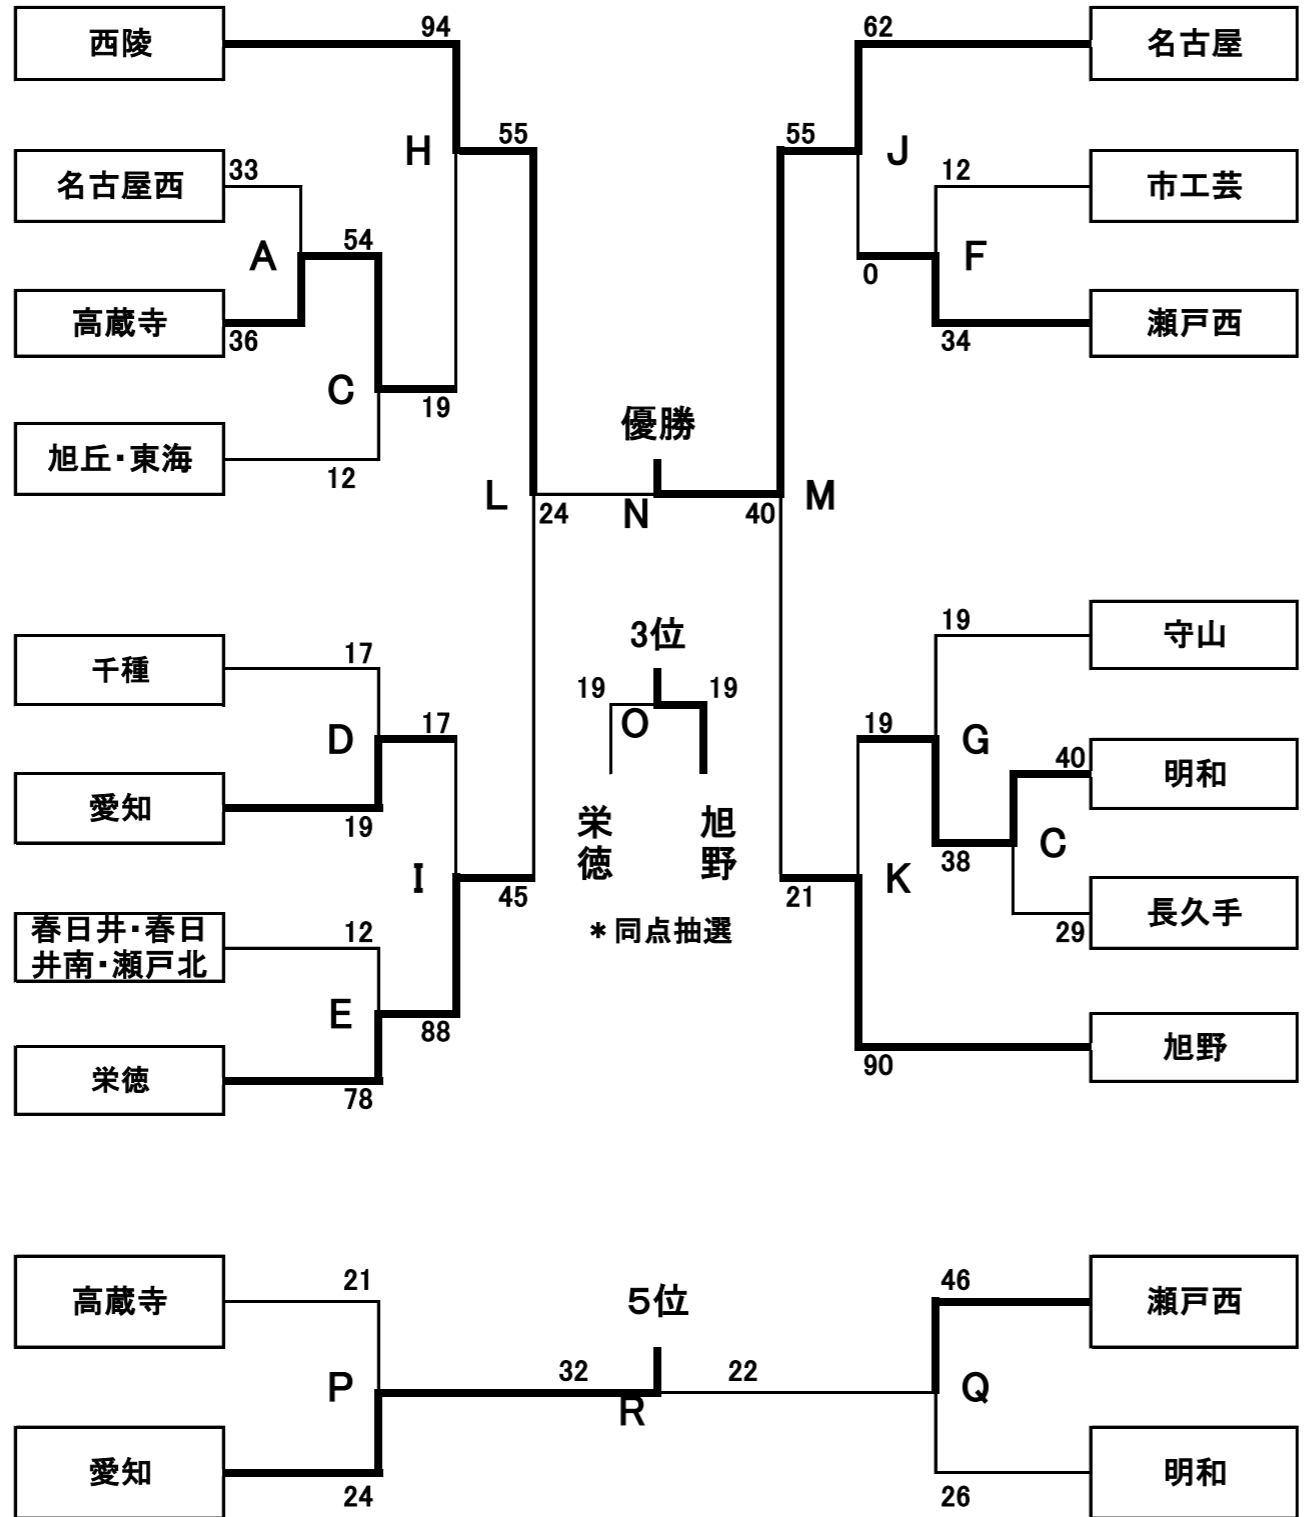 西陵
94
62
名古屋
H
55
55
J
名古屋西
33
12
市工芸
A
54
0
F
高蔵寺
36
34
瀬戸西
C
19
旭丘・東海
12
優勝
L
24
N
40
M
千種
17
3位
19
守山
19
19
O
D
17
19
G
40
明和
愛知
19
栄徳
旭野
38
C
I
45
21
K
長久手
29
春日井・春日
井南・瀬戸北
12
*同点抽選
E
88
栄徳
78
90
旭野
高蔵寺
21
5位
46
瀬戸西
P
32
22
Q
R
愛知
24
26
明和